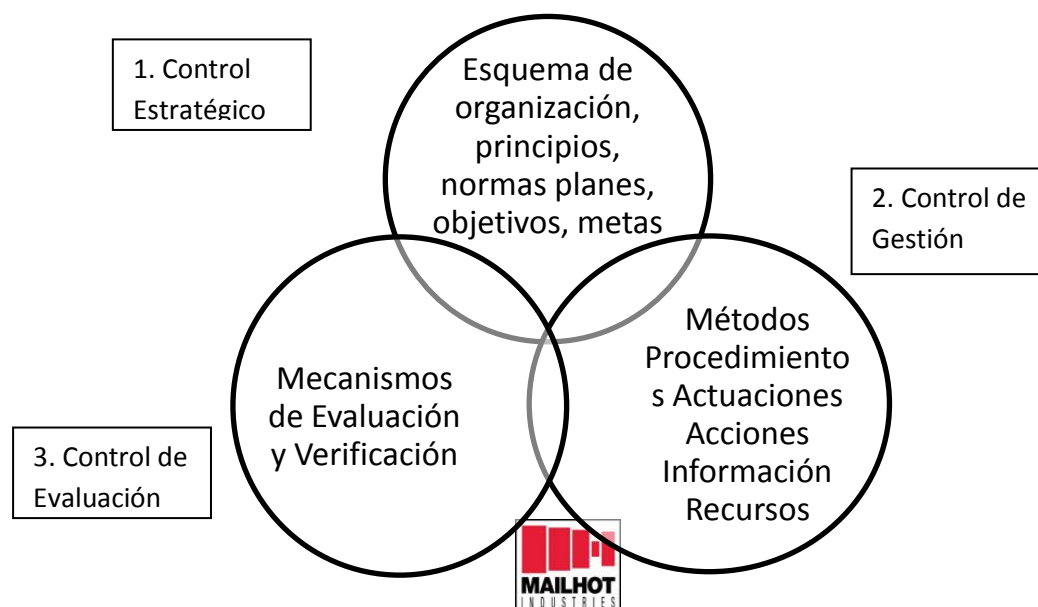 1. Control
Estratégico
Esquema de
organización,
principios,
normas planes,
objetivos, metas
2. Control de
Gestión
Métodos
Procedimiento
s Actuaciones
Acciones
Información
Recursos
Mecanismos
de Evaluación
y Verificación
3. Control de
Evaluación
MAILHOT
INDUSTRIES